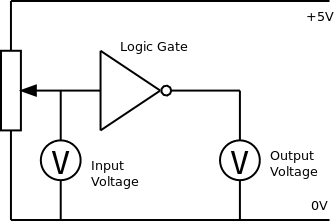 +5V
Logic Gate
V
Input
Voltage
V
Output
Voltage
0V